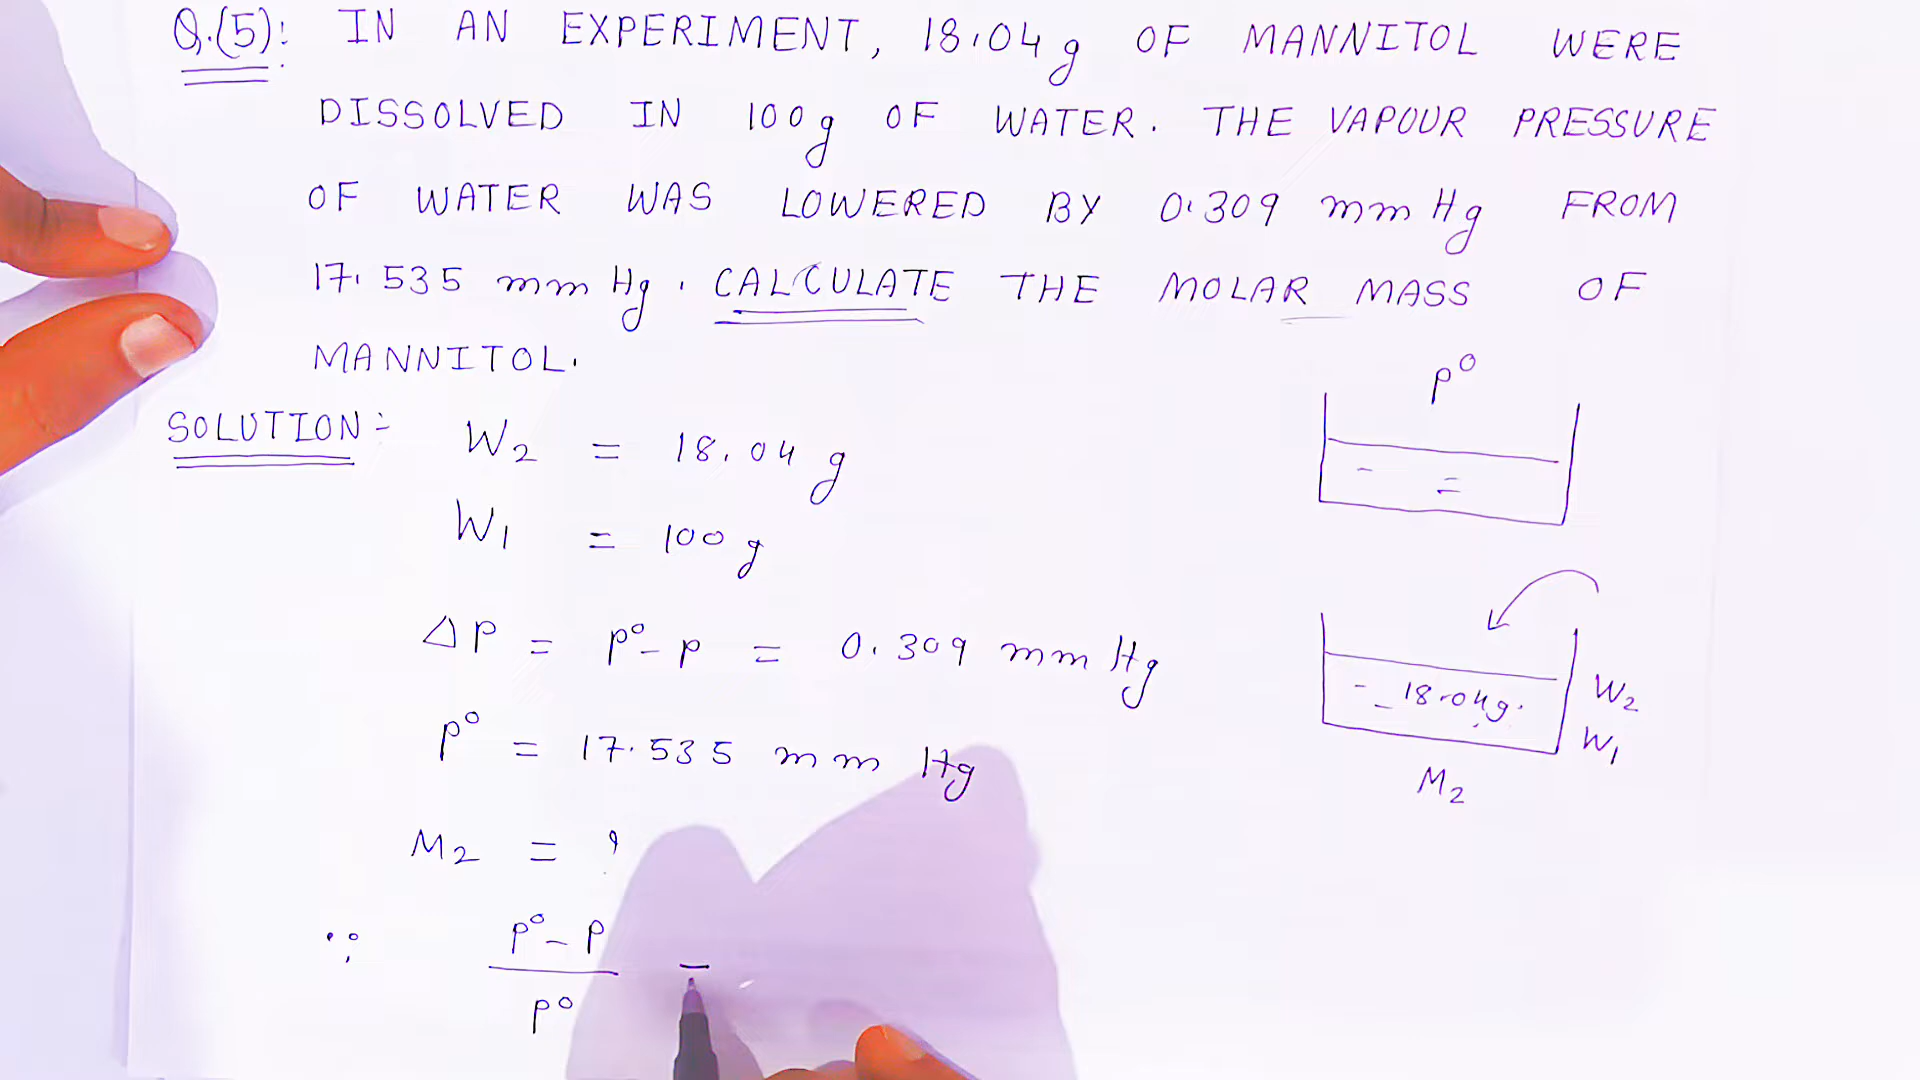 Q.(5): IN AN EXPERIMENT, 18.04 g OF MANNITOL WERE
DISSOLVED IN 100 g OF WATER. THE VAPOUR PRESSURE
OF WATER WAS LOWERED BY 0.309 mm Hg FROM
17.535 mm Hg. CALCULATE THE MOLAR MASS OF
MANNITOL.
SOLUTION:- W₂ = 18.04 g
W₁ = 100 g
ΔP = P° - P = 0.309 mm Hg
P° = 17.535 mm Hg
M₂ = ?
∵ P° - P
P°
P°
18.04g.
W₂
W₁
M₂